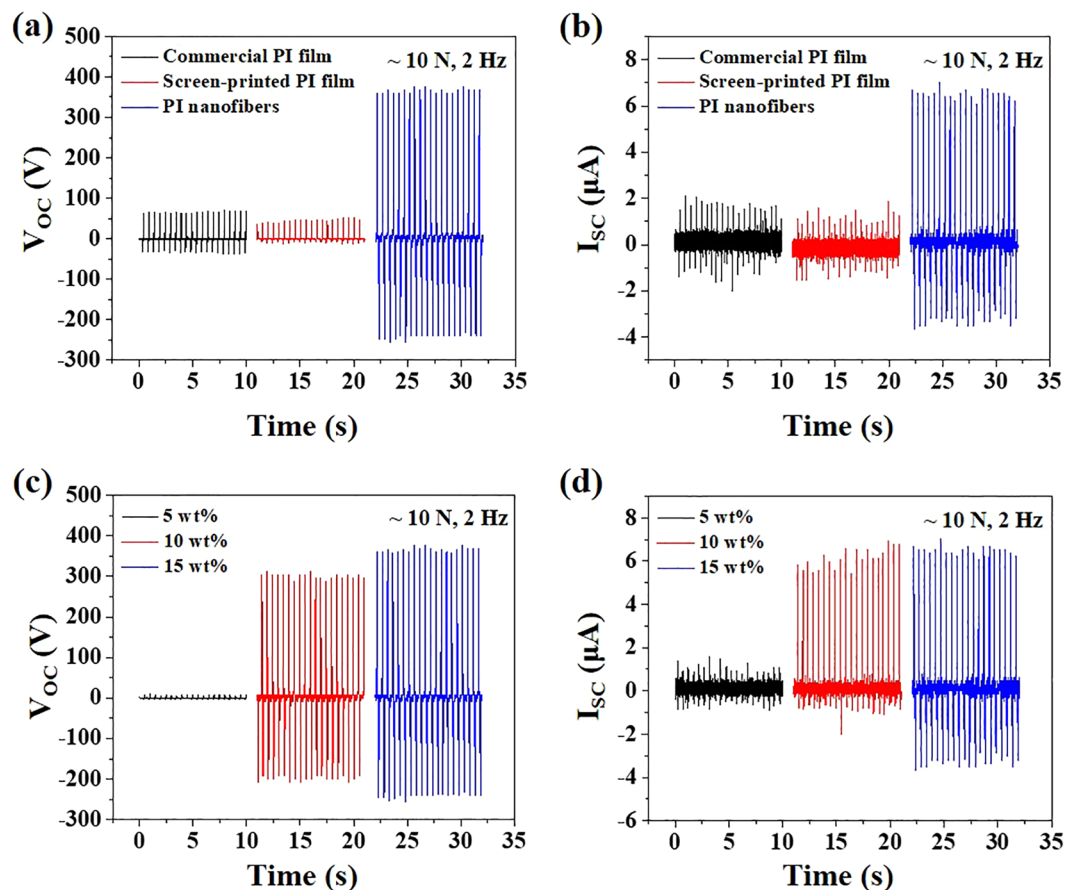 (a)
500
400
300
200
100
0
-100
-200
-300
V_OC (V)
Commercial PI film
Screen-printed PI film
PI nanofibers
~ 10 N, 2 Hz
0 5 10 15 20 25 30 35
Time (s)
(b)
8
6
4
2
0
-2
-4
I_SC (μA)
Commercial PI film
Screen-printed PI film
PI nanofibers
~ 10 N, 2 Hz
0 5 10 15 20 25 30 35
Time (s)
(c)
500
400
300
200
100
0
-100
-200
-300
V_OC (V)
5 wt%
10 wt%
15 wt%
~ 10 N, 2 Hz
0 5 10 15 20 25 30 35
Time (s)
(d)
8
6
4
2
0
-2
-4
-6
I_SC (μA)
5 wt%
10 wt%
15 wt%
~ 10 N, 2 Hz
0 5 10 15 20 25 30 35
Time (s)